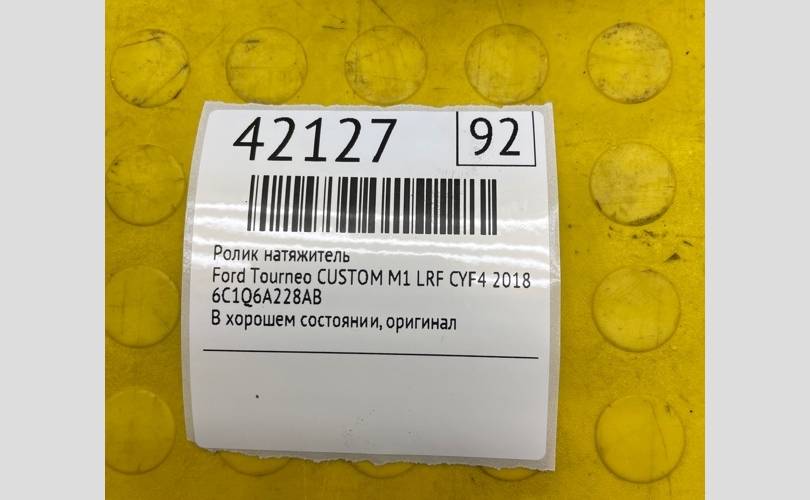 42127 92
Ролик натяжитель
Ford Tourneo CUSTOM M1 LRF CYF4 2018
6C1Q6A228AB
В хорошем состоянии, оригинал